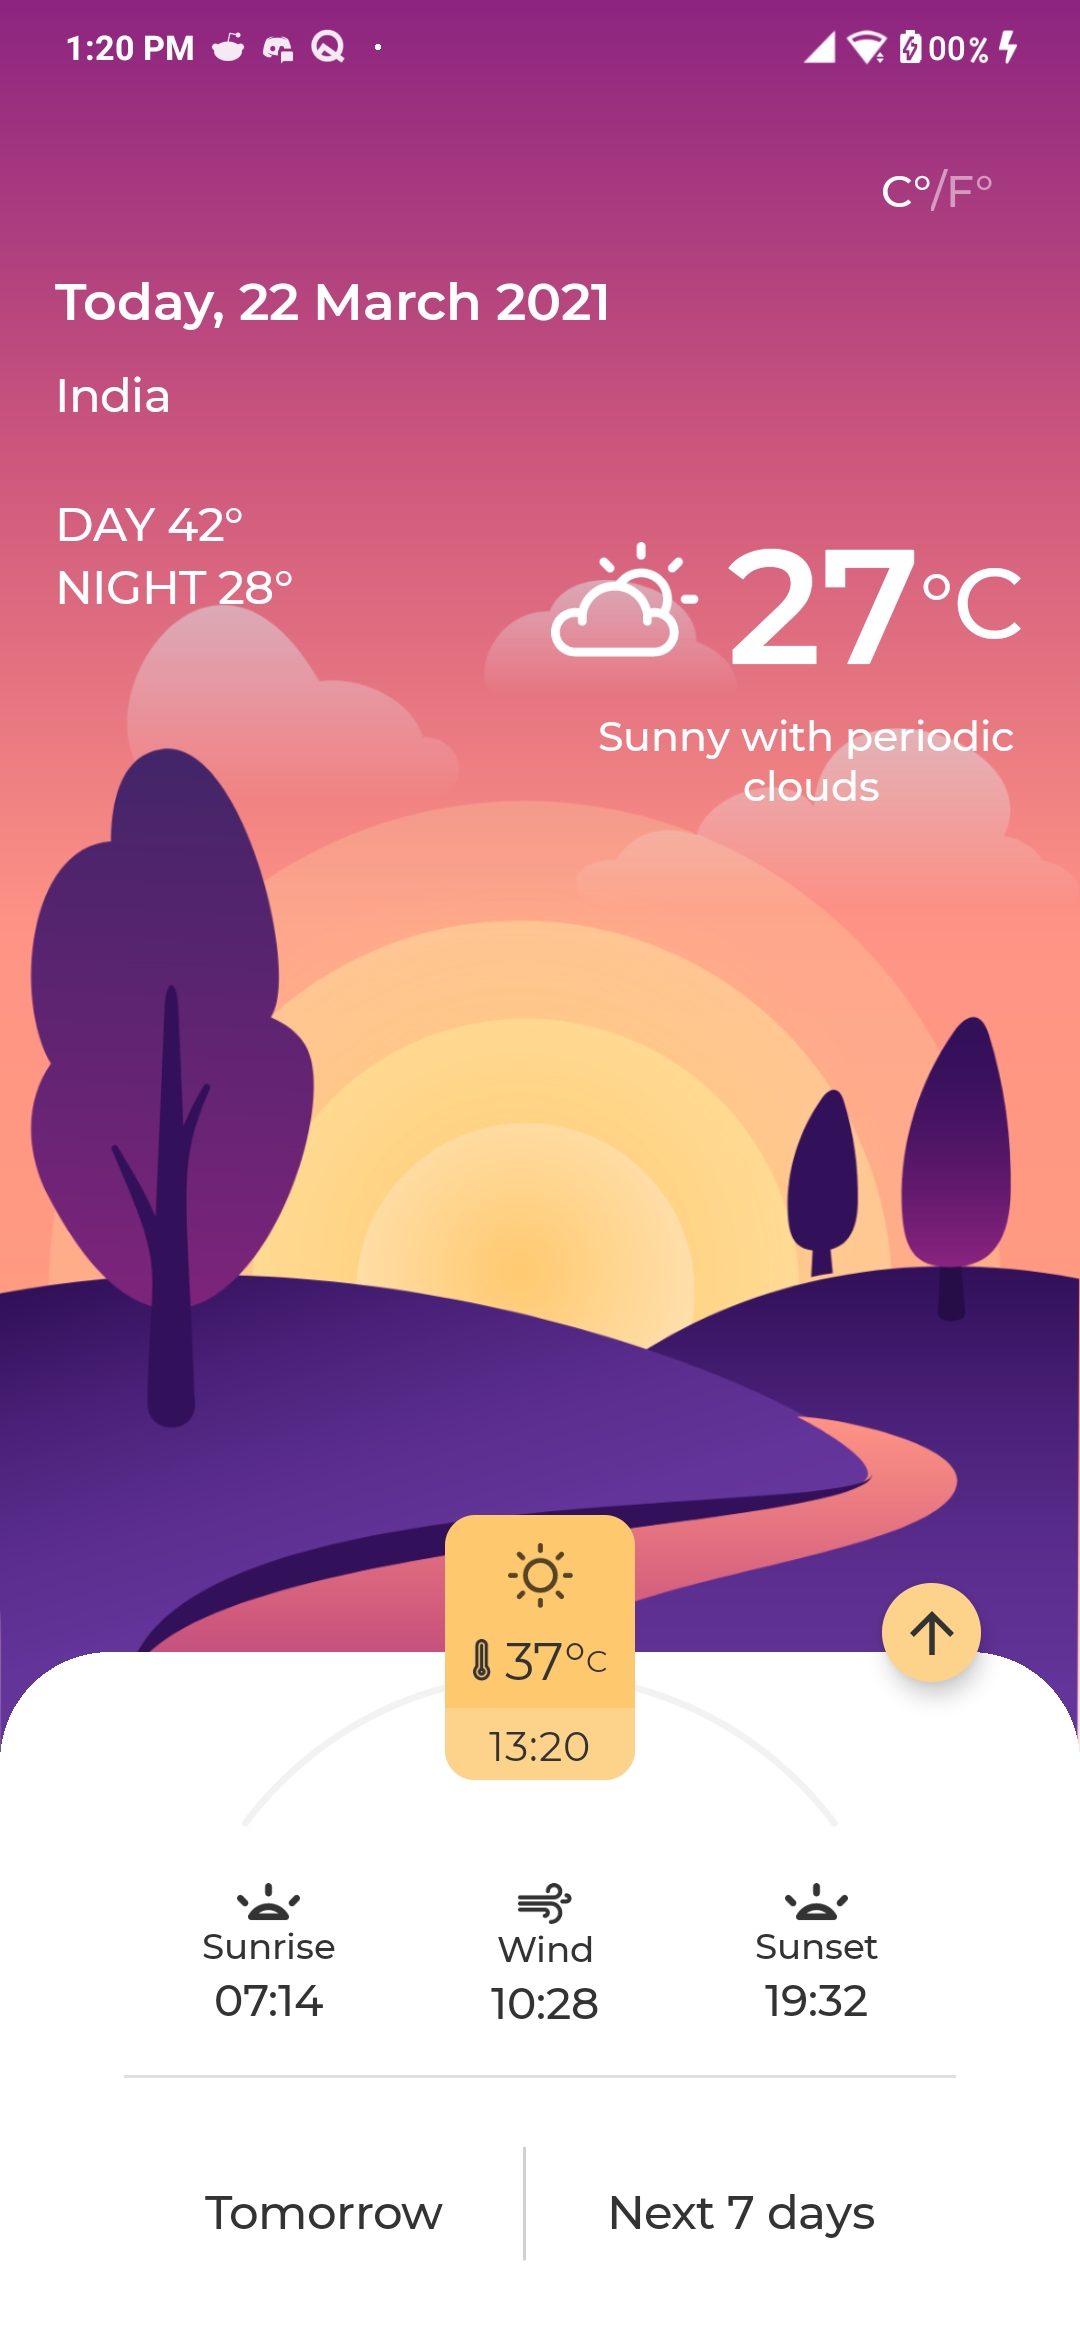 1:20 PM
00%
C°/F°
Today, 22 March 2021
India
DAY 42°
NIGHT 28°
27°C
Sunny with periodic
clouds
37°C
13:20
Sunrise
07:14
Wind
10:28
Sunset
19:32
Tomorrow
Next 7 days